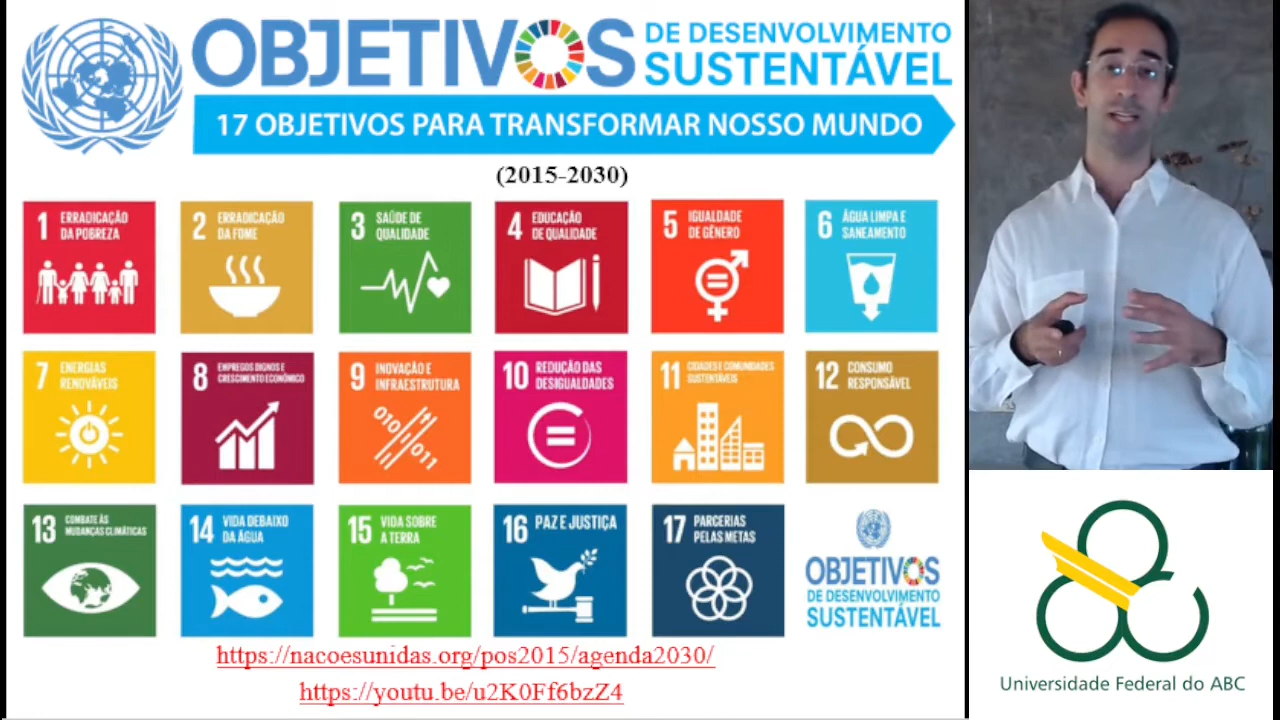 OBJETIVOS
DE DESENVOLVIMENTO
SUSTENTÁVEL
17 OBJETIVOS PARA TRANSFORMAR NOSSO MUNDO
(2015-2030)
1 ERRADICAÇÃO
DA POBREZA
2 ERRADICAÇÃO
DA FOME
3 SAÚDE DE
QUALIDADE
4 EDUCAÇÃO
DE QUALIDADE
5 IGUALDADE
DE GÊNERO
6 ÁGUA LIMPA E
SANEAMENTO
7 ENERGIAS
RENOVÁVEIS
8 EMPREGOS DIGNOS E
CRESCIMENTO ECONÔMICO
9 INOVAÇÃO E
INFRAESTRUTURA
010
011
10 REDUÇÃO DAS
DESIGUALDADES
11 CIDADES E COMUNIDADES
SUSTENTÁVEIS
12 CONSUMO
RESPONSÁVEL
13 COMBATE ÀS
MUDANÇAS CLIMÁTICAS
14 VIDA DEBAIXO
DA ÁGUA
15 VIDA SOBRE
A TERRA
16 PAZ E JUSTIÇA
17 PARCERIAS
PELAS METAS
OBJETIVOS
DE DESENVOLVIMENTO
SUSTENTÁVEL
https://nacoesunidas.org/pos2015/agenda2030/
https://youtu.be/u2K0Ff6bzZ4
Universidade Federal do ABC